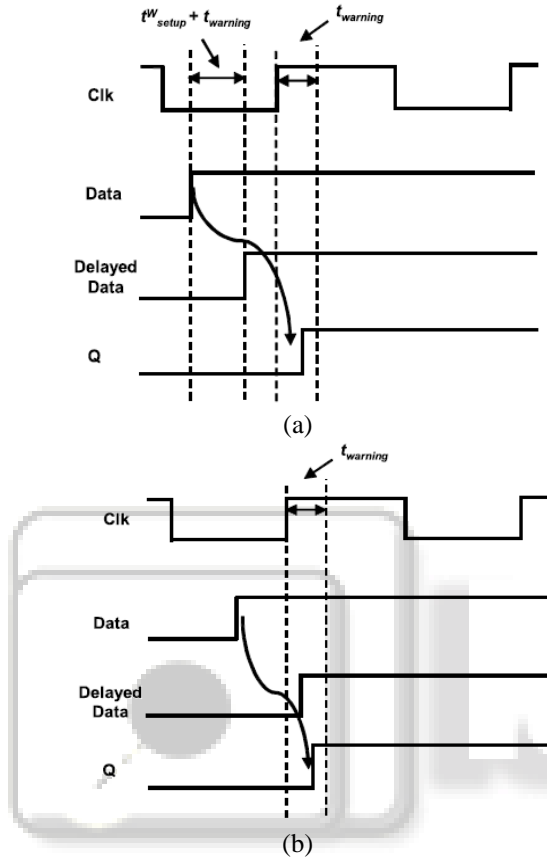 t^W_setup + t_warning
t_warning
Clk
Data
Delayed
Data
Q
(a)
t_warning
Clk
Data
Delayed
Data
Q
(b)